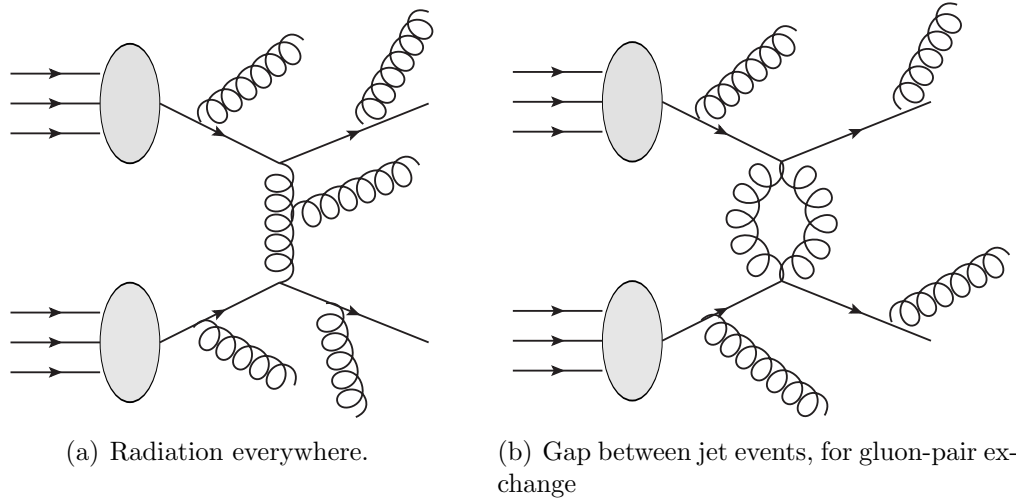 (a) Radiation everywhere.
(b) Gap between jet events, for gluon-pair ex-
change